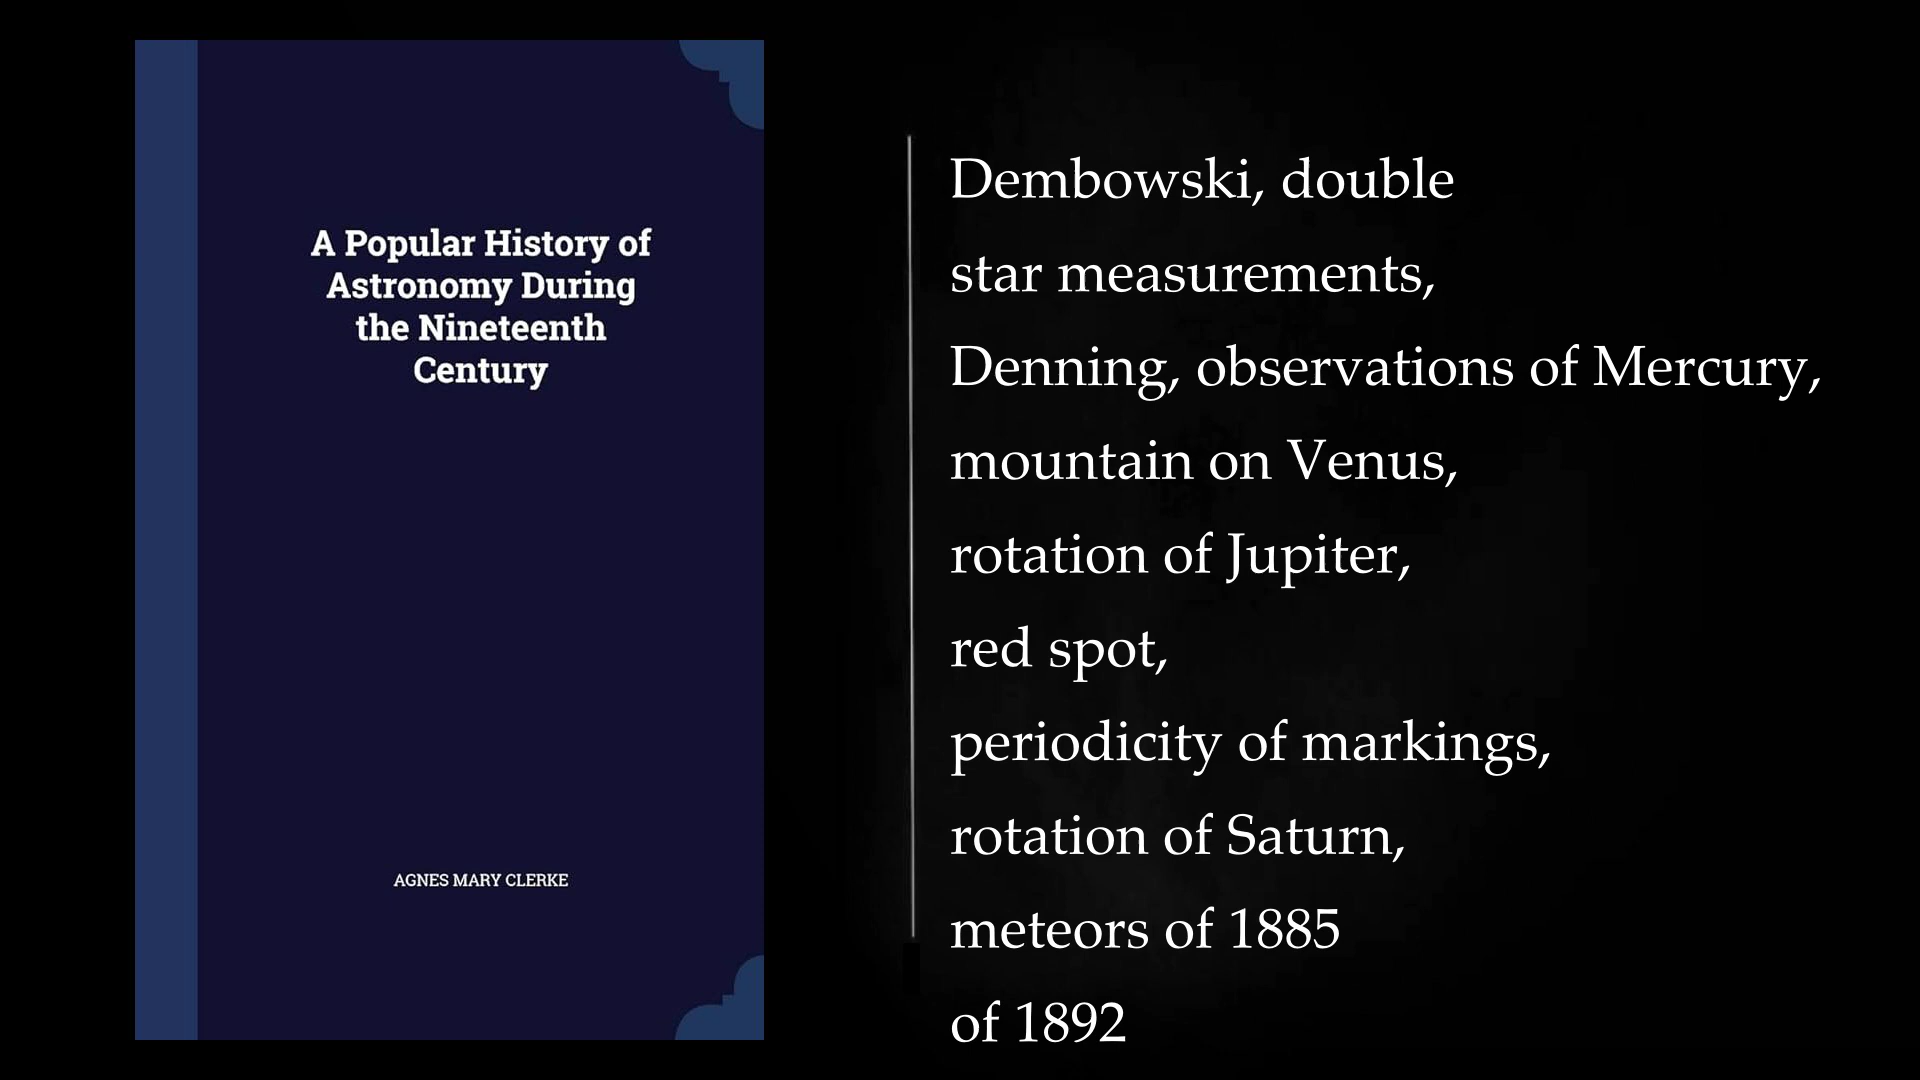 A Popular History of
Astronomy During
the Nineteenth
Century
AGNES MARY CLERKE
Dembowski, double
star measurements,
Denning, observations of Mercury,
mountain on Venus,
rotation of Jupiter,
red spot,
periodicity of markings,
rotation of Saturn,
meteors of 1885
of 1892